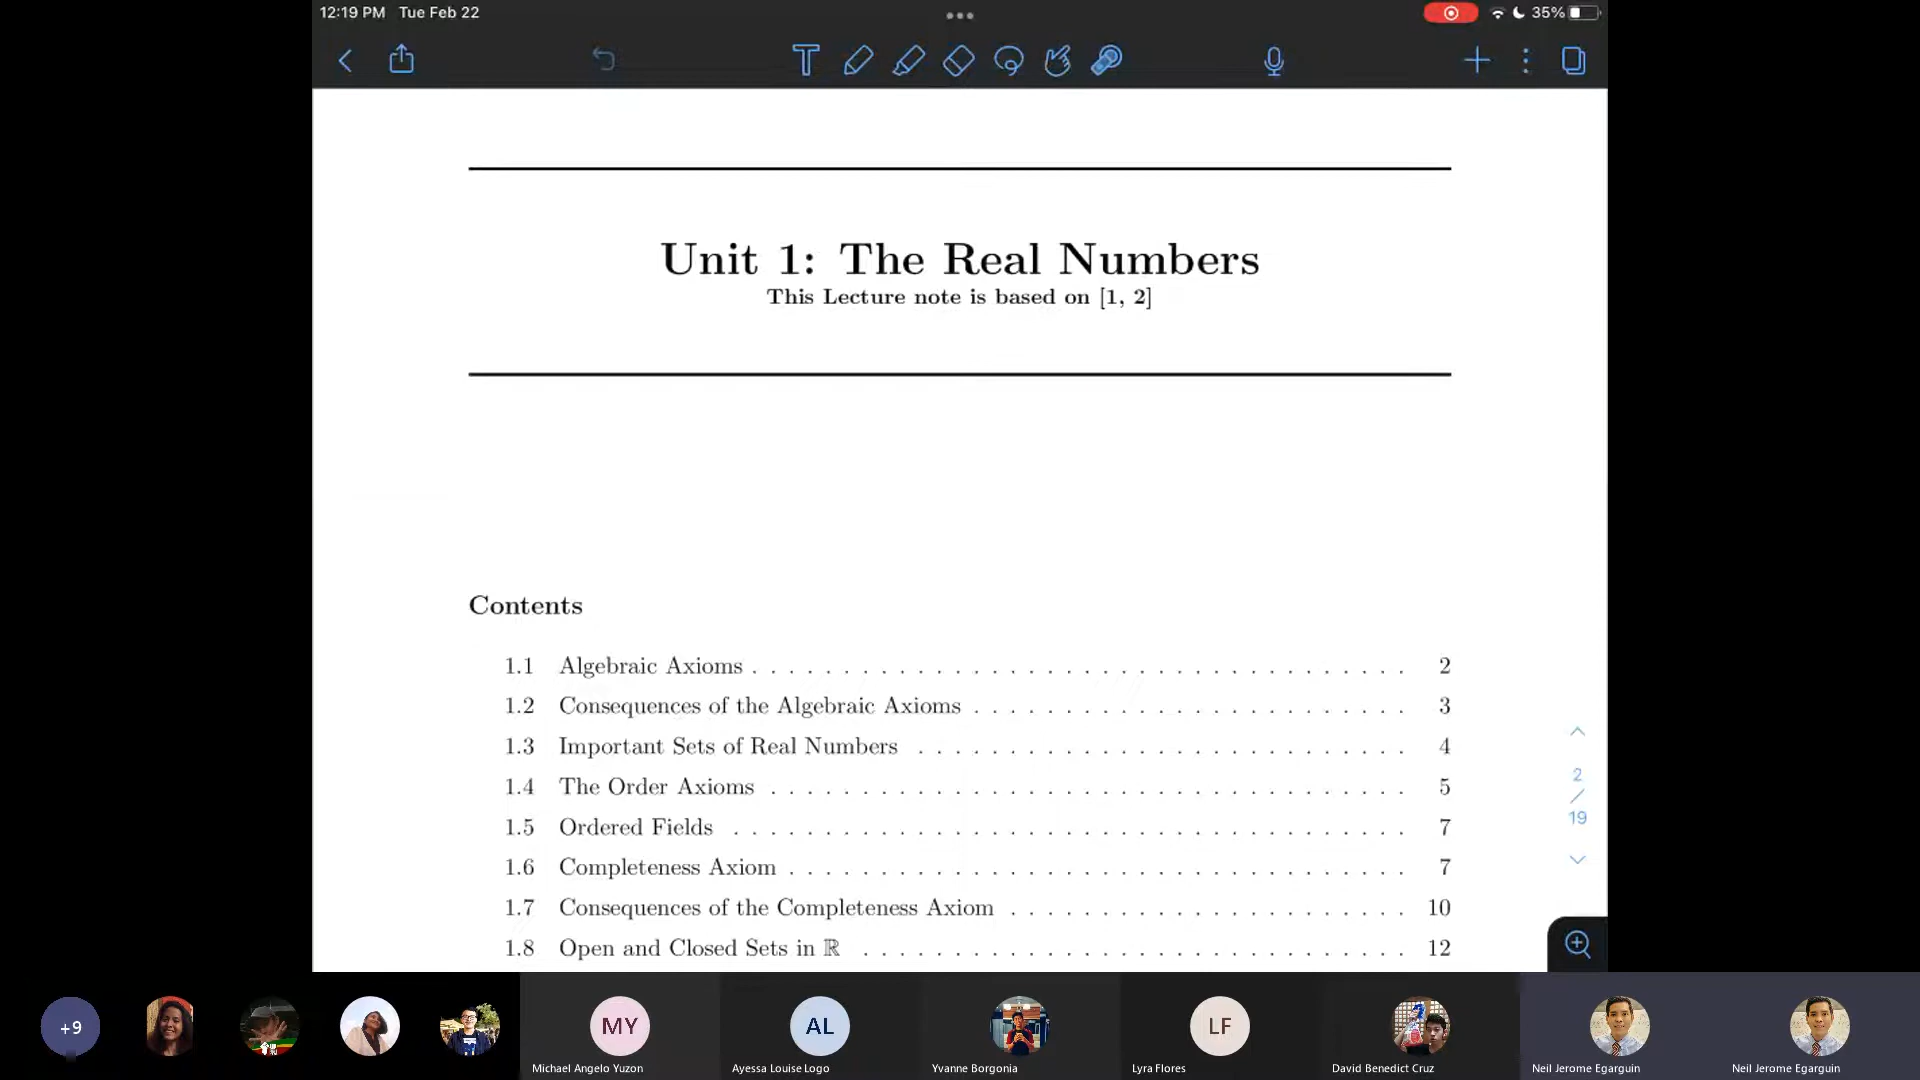 12:19 PM Tue Feb 22
35%
Unit 1: The Real Numbers
This Lecture note is based on [1, 2]
Contents
1.1 Algebraic Axioms . . . . . . . . . . . . . . . . . . . . . . . . . . . . . . . . . . . . 2
1.2 Consequences of the Algebraic Axioms . . . . . . . . . . . . . . . . . . . . . . . . 3
1.3 Important Sets of Real Numbers . . . . . . . . . . . . . . . . . . . . . . . . . . . 4
1.4 The Order Axioms . . . . . . . . . . . . . . . . . . . . . . . . . . . . . . . . . . . 5
1.5 Ordered Fields . . . . . . . . . . . . . . . . . . . . . . . . . . . . . . . . . . . . . 7
1.6 Completeness Axiom . . . . . . . . . . . . . . . . . . . . . . . . . . . . . . . . . . 7
1.7 Consequences of the Completeness Axiom . . . . . . . . . . . . . . . . . . . . . . 10
1.8 Open and Closed Sets in ℝ . . . . . . . . . . . . . . . . . . . . . . . . . . . . . . 12
2
/
19
+9
MY
AL
LF
Michael Angelo Yuzon
Ayessa Louise Logo
Yvanne Borgonia
Lyra Flores
David Benedict Cruz
Neil Jerome Egarguin
Neil Jerome Egarguin